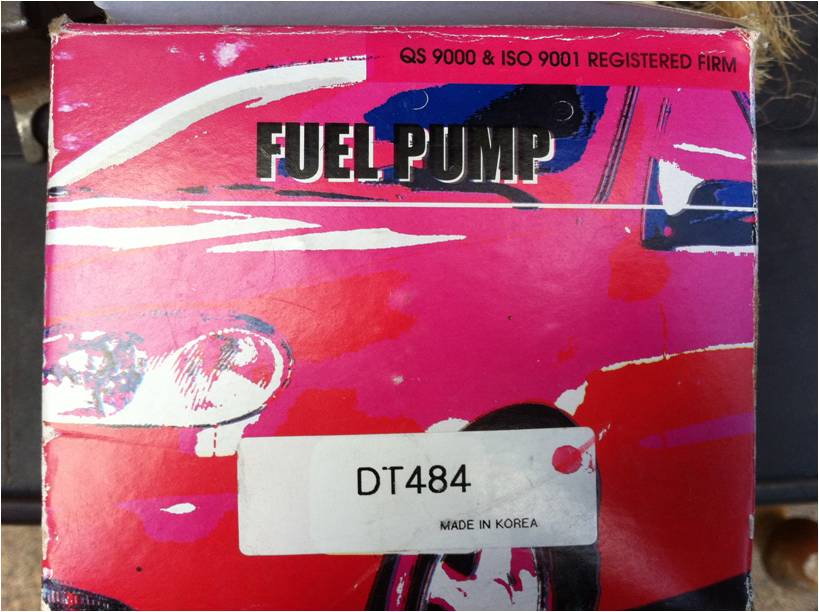 QS 9000 & ISO 9001 REGISTERED FIRM
FUEL PUMP
DT484
MADE IN KOREA